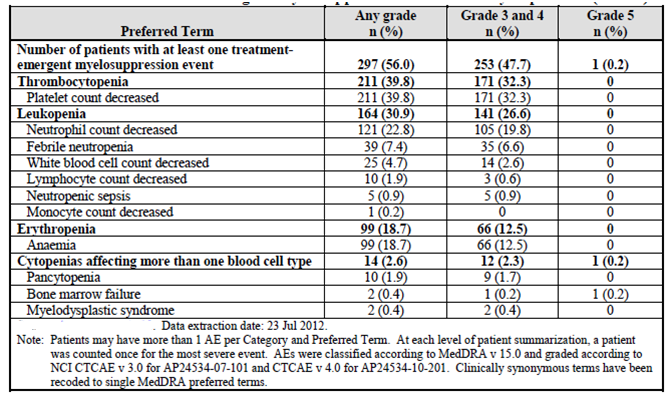 Preferred Term Any grade n (%) Grade 3 and 4 n (%) Grade 5 n (%)
Number of patients with at least one treatment-
emergent myelosuppression event 297 (56.0) 253 (47.7) 1 (0.2)
Thrombocytopenia 211 (39.8) 171 (32.3) 0
Platelet count decreased 211 (39.8) 171 (32.3) 0
Leukopenia 164 (30.9) 141 (26.6) 0
Neutrophil count decreased 121 (22.8) 105 (19.8) 0
Febrile neutropenia 39 (7.4) 35 (6.6) 0
White blood cell count decreased 25 (4.7) 14 (2.6) 0
Lymphocyte count decreased 10 (1.9) 3 (0.6) 0
Neutropenic sepsis 5 (0.9) 5 (0.9) 0
Monocyte count decreased 1 (0.2) 0 0
Erythropenia 99 (18.7) 66 (12.5) 0
Anaemia 99 (18.7) 66 (12.5) 0
Cytopenias affecting more than one blood cell type 14 (2.6) 12 (2.3) 1 (0.2)
Pancytopenia 10 (1.9) 9 (1.7) 0
Bone marrow failure 2 (0.4) 1 (0.2) 1 (0.2)
Myelodysplastic syndrome 2 (0.4) 2 (0.4) 0
Data extraction date: 23 Jul 2012.
Note: Patients may have more than 1 AE per Category and Preferred Term. At each level of patient summarization, a patient
was counted once for the most severe event. AEs were classified according to MedDRA v 15.0 and graded according to
NCI CTCAE v 3.0 for AP24534-07-101 and CTCAE v 4.0 for AP24534-10-201. Clinically synonymous terms have been
recoded to single MedDRA preferred terms.